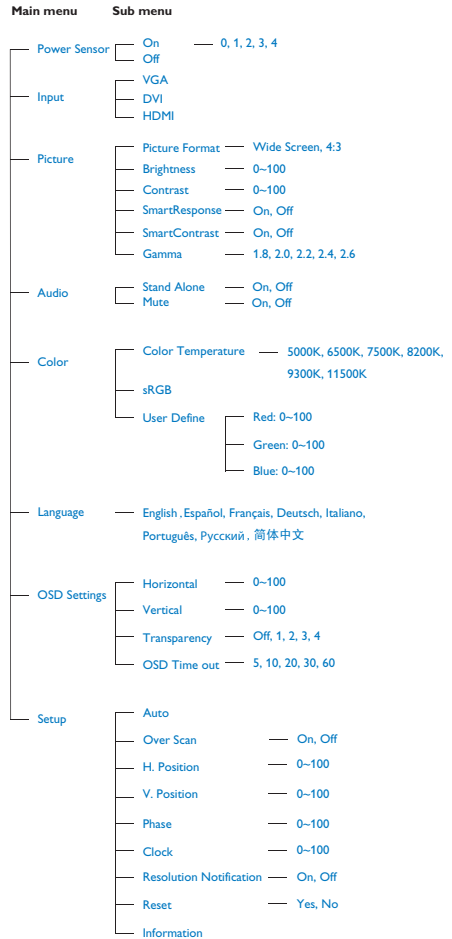 Main menu Sub menu
Power Sensor On 0, 1, 2, 3, 4
Off
Input VGA
DVI
HDMI
Picture Picture Format Wide Screen, 4:3
Brightness 0~100
Contrast 0~100
SmartResponse On, Off
SmartContrast On, Off
Gamma 1.8, 2.0, 2.2, 2.4, 2.6
Audio Stand Alone On, Off
Mute On, Off
Color Color Temperature 5000K, 6500K, 7500K, 8200K,
9300K, 11500K
sRGB
User Define Red: 0~100
Green: 0~100
Blue: 0~100
Language English, Español, Français, Deutsch, Italiano,
Português, Русский, 简体中文
OSD Settings Horizontal 0~100
Vertical 0~100
Transparency Off, 1, 2, 3, 4
OSD Time out 5, 10, 20, 30, 60
Setup Auto
Over Scan On, Off
H. Position 0~100
V. Position 0~100
Phase 0~100
Clock 0~100
Resolution Notification On, Off
Reset Yes, No
Information